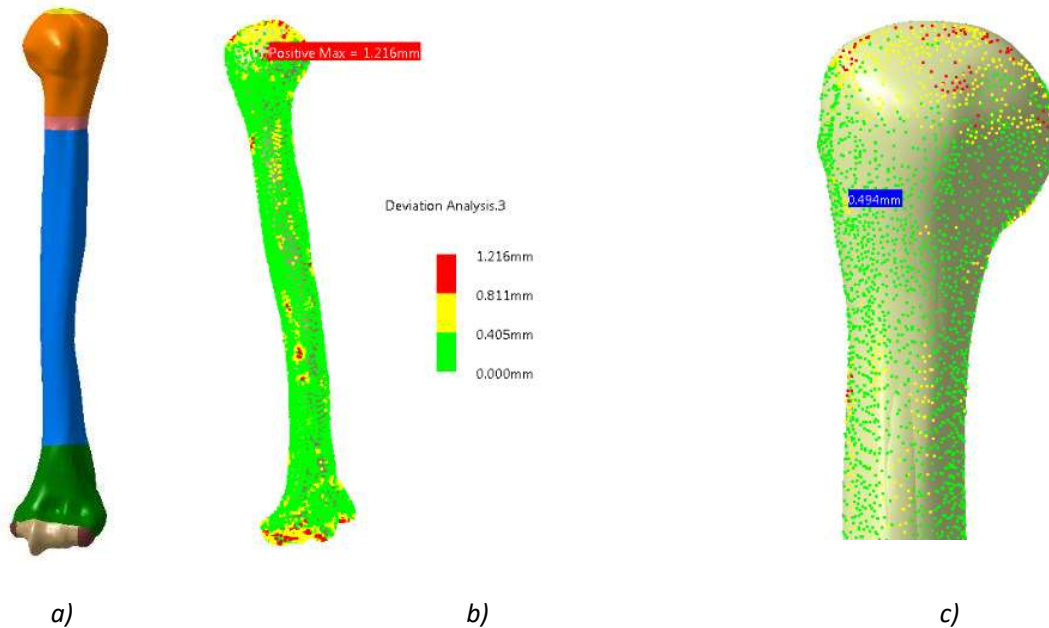 Positive Max = 1.216mm
Deviation Analysis.3
1.216mm
0.811mm
0.405mm
0.000mm
0.494mm
a)
b)
c)